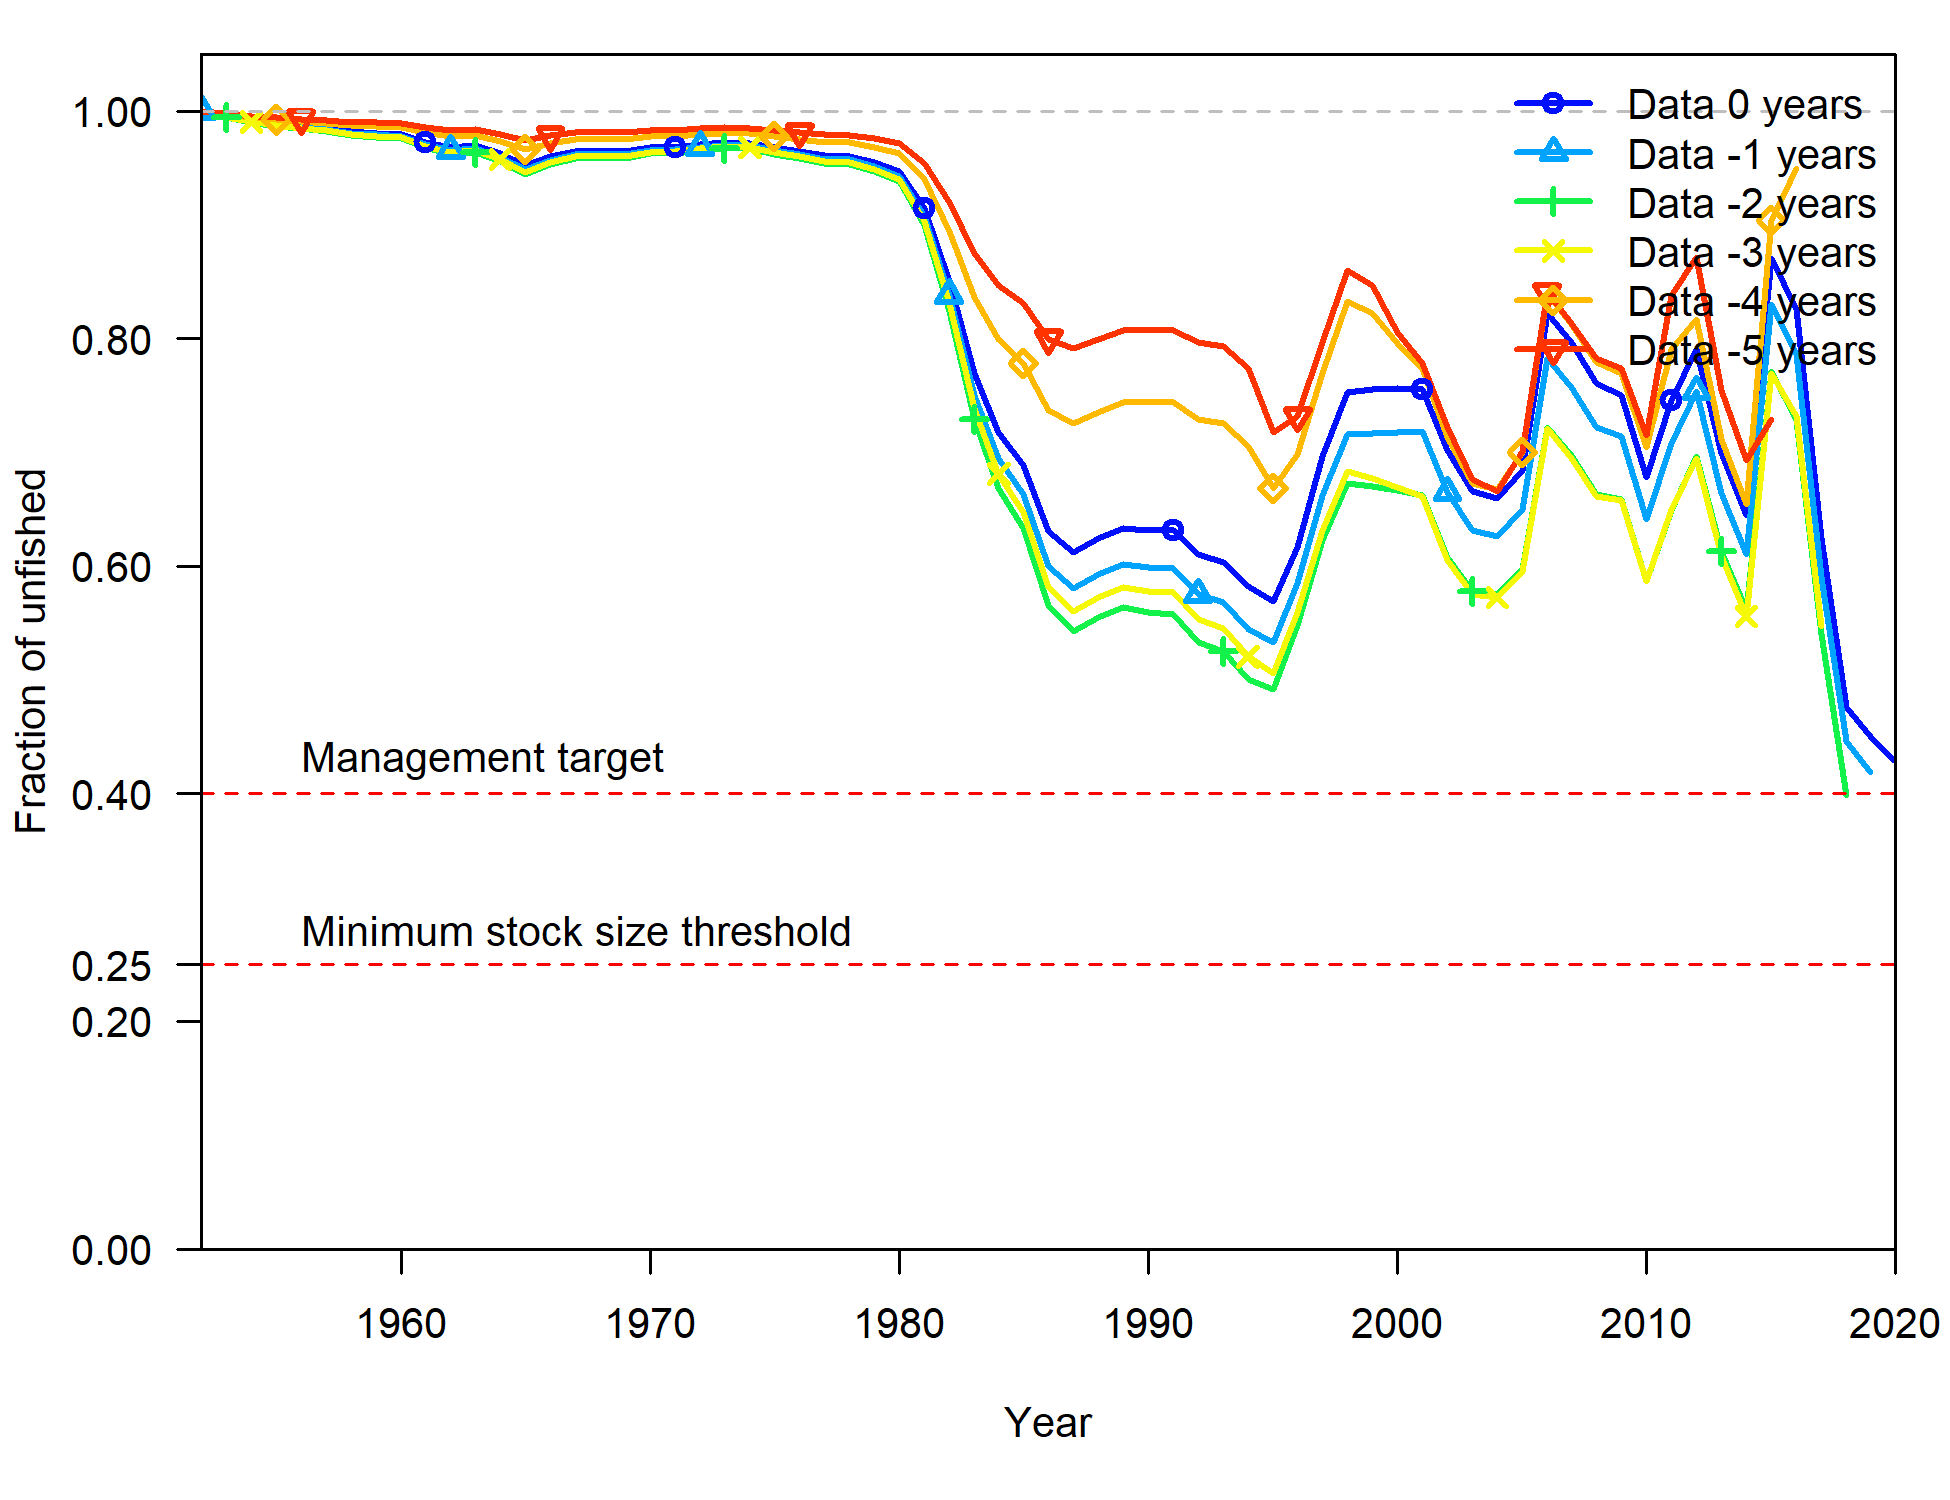 1.00
0.80
0.60
0.40
0.25
0.20
0.00
Fraction of unfished
Data 0 years
Data -1 years
Data -2 years
Data -3 years
Data -4 years
Data -5 years
Management target
Minimum stock size threshold
1960
1970
1980
1990
2000
2010
2020
Year